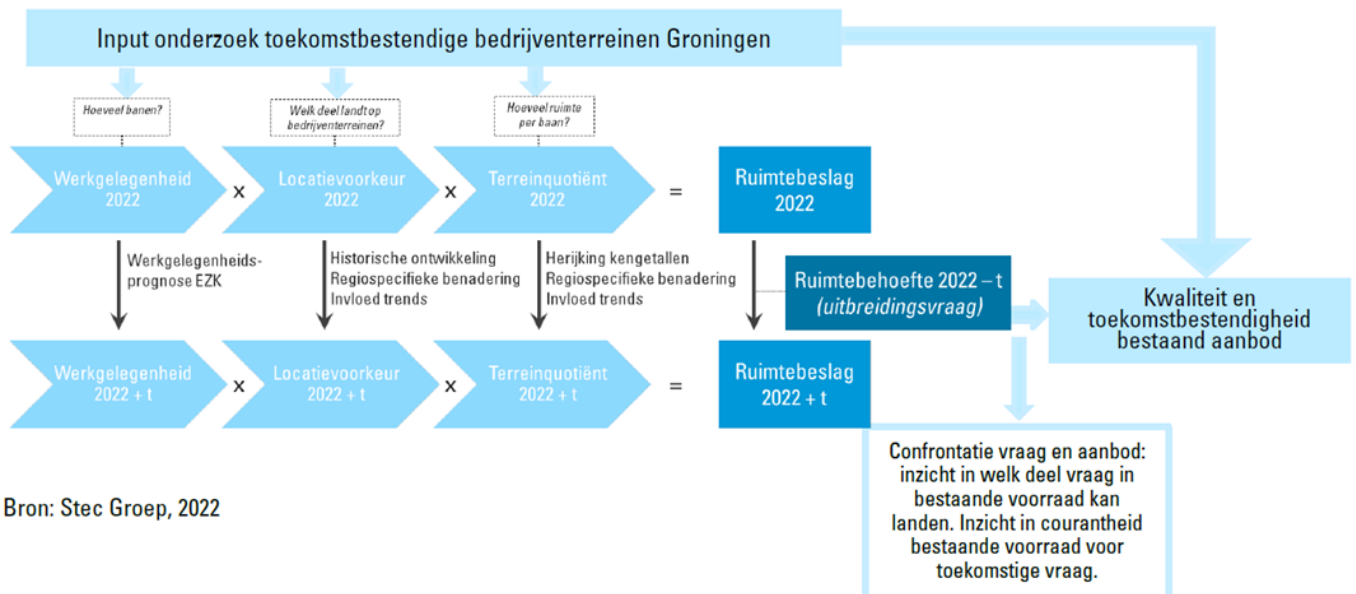 Input onderzoek toekomstbestendige bedrijventerreinen Groningen
Hoeveel banen?
Welk deel landt op
bedrijventerreinen?
Hoeveel ruimte
per baan?
Werkgelegenheid
2022
x
Locatievoorkeur
2022
x
Terreinquotiënt
2022
=
Ruimtebeslag
2022
Werkgelegenheids-
prognose EZK
Historische ontwikkeling
Regiospecifieke benadering
Invloed trends
Herijking kengetallen
Regiospecifieke benadering
Invloed trends
Ruimtebehoefte 2022 – t
(uitbreidingsvraag)
Kwaliteit en
toekomstbestendigheid
bestaand aanbod
Werkgelegenheid
2022 + t
x
Locatievoorkeur
2022 + t
x
Terreinquotiënt
2022 + t
=
Ruimtebeslag
2022 + t
Confrontatie vraag en aanbod:
inzicht in welk deel vraag in
bestaande voorraad kan
landen. Inzicht in courantheid
bestaande voorraad voor
toekomstige vraag.
Bron: Stec Groep, 2022